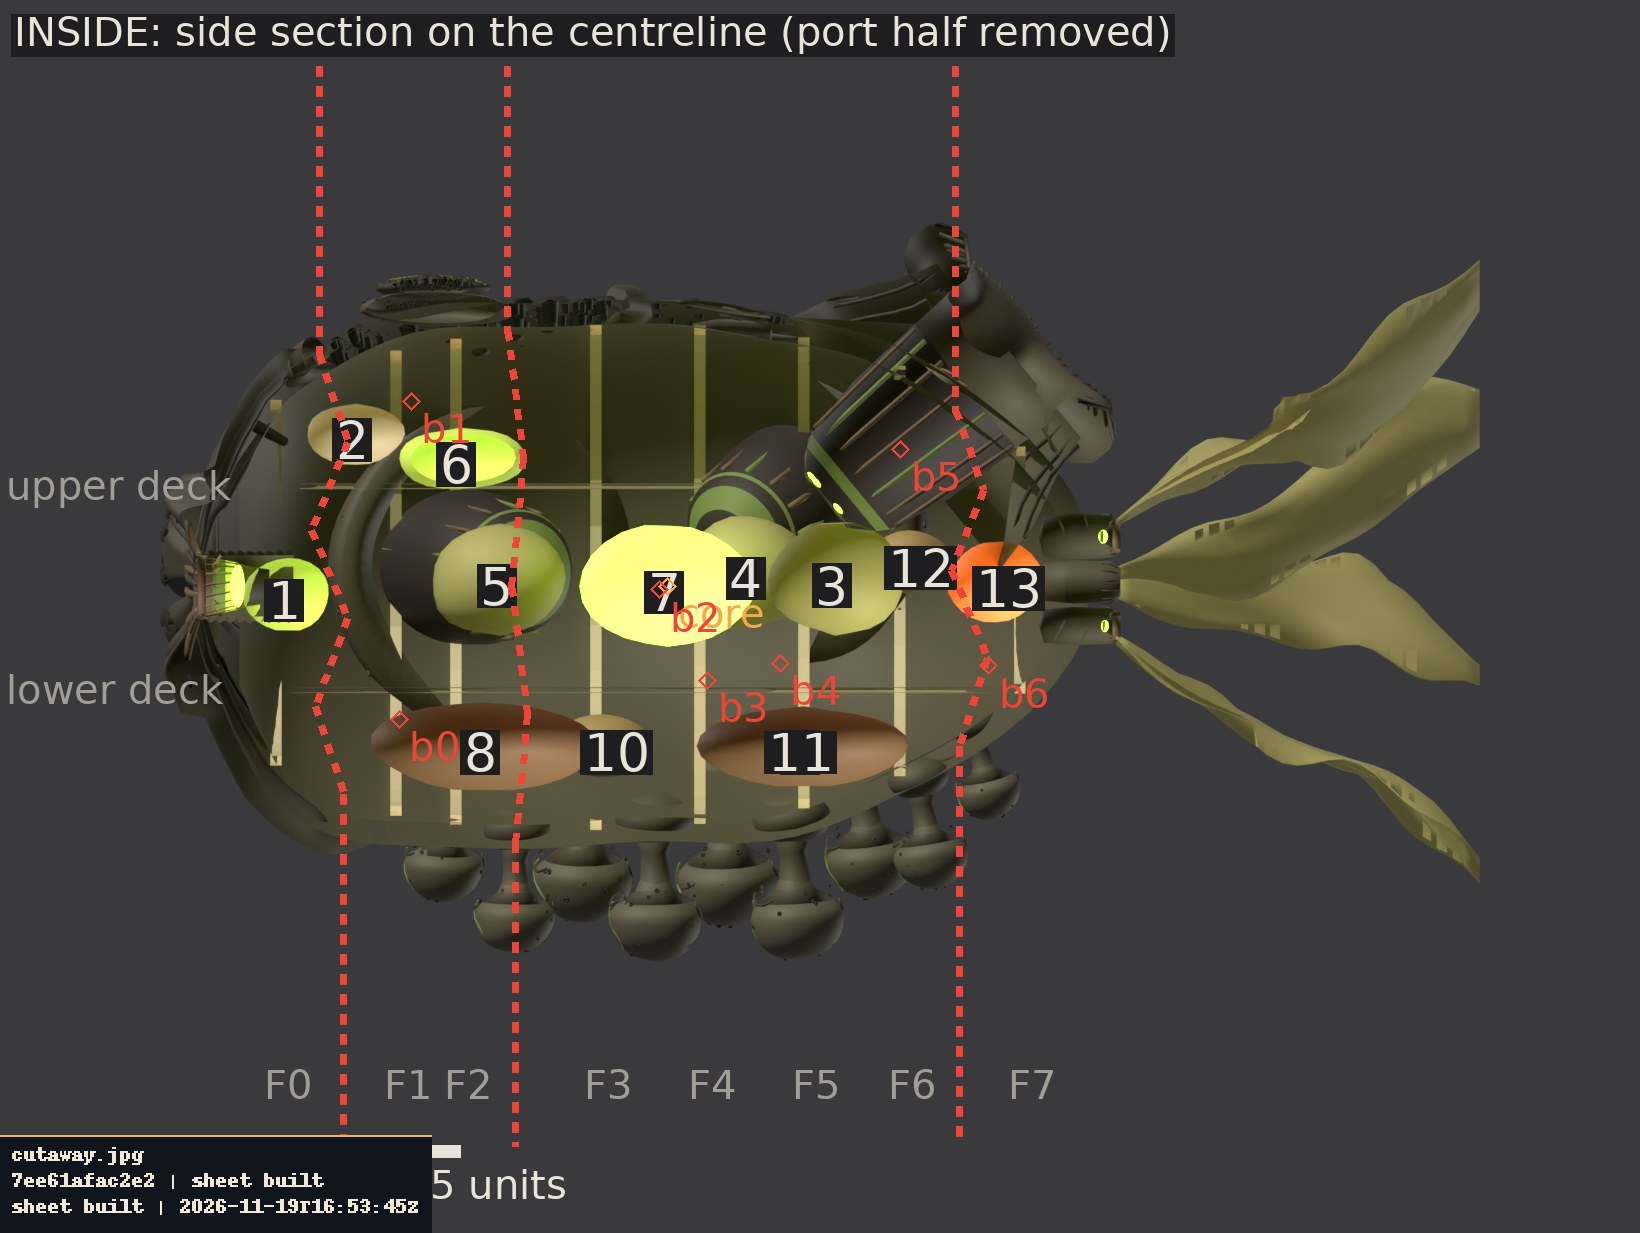 INSIDE: side section on the centreline (port half removed)
b1
2
6
upper deck
b5
1
5
7
4
3
12
13
core
b2
lower deck
b3
b4
b6
b0
8
10
11
F0
F1
F2
F3
F4
F5
F6
F7
5 units
cutaway.jpg
7ee61afac2e2 | sheet built
sheet built | 2026-11-19T16:53:45Z